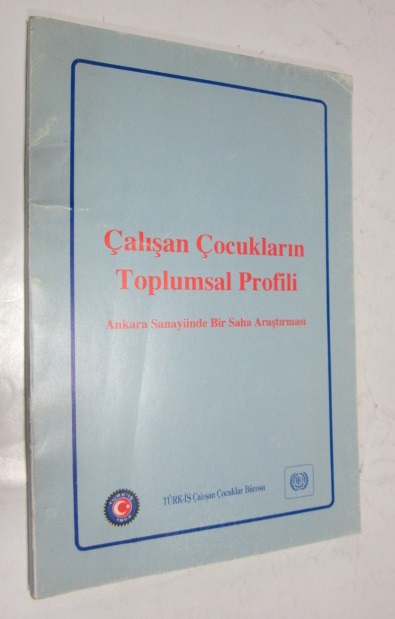 Çalışan Çocukların
Toplumsal Profili
Ankara Sanayiinde Bir Saha Araştırması
TÜRK-İS Çalışan Çocuklar Bürosu